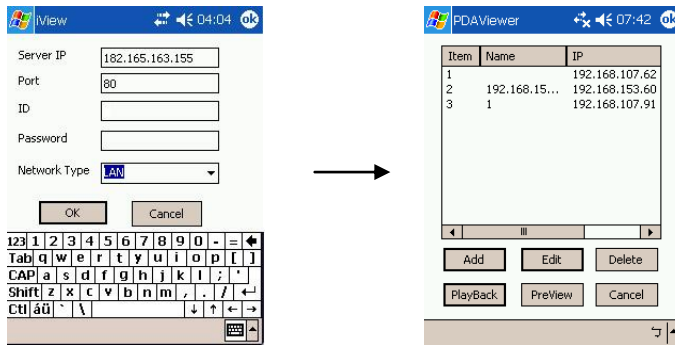 iView 04:04 ok
Server IP 182.165.163.155
Port 80
ID
Password
Network Type LAN
OK Cancel
123 1 2 3 4 5 6 7 8 9 0 - =
Tab q w e r t y u i o p [ ]
CAP a s d f g h j k l ; '
Shift z x c v b n m , . /
Ctl áü ` \
PDAViewer 07:42 ok
Item Name IP
1 192.168.107.62
2 192.168.15... 192.168.153.60
3 1 192.168.107.91
Add Edit Delete
PlayBack PreView Cancel